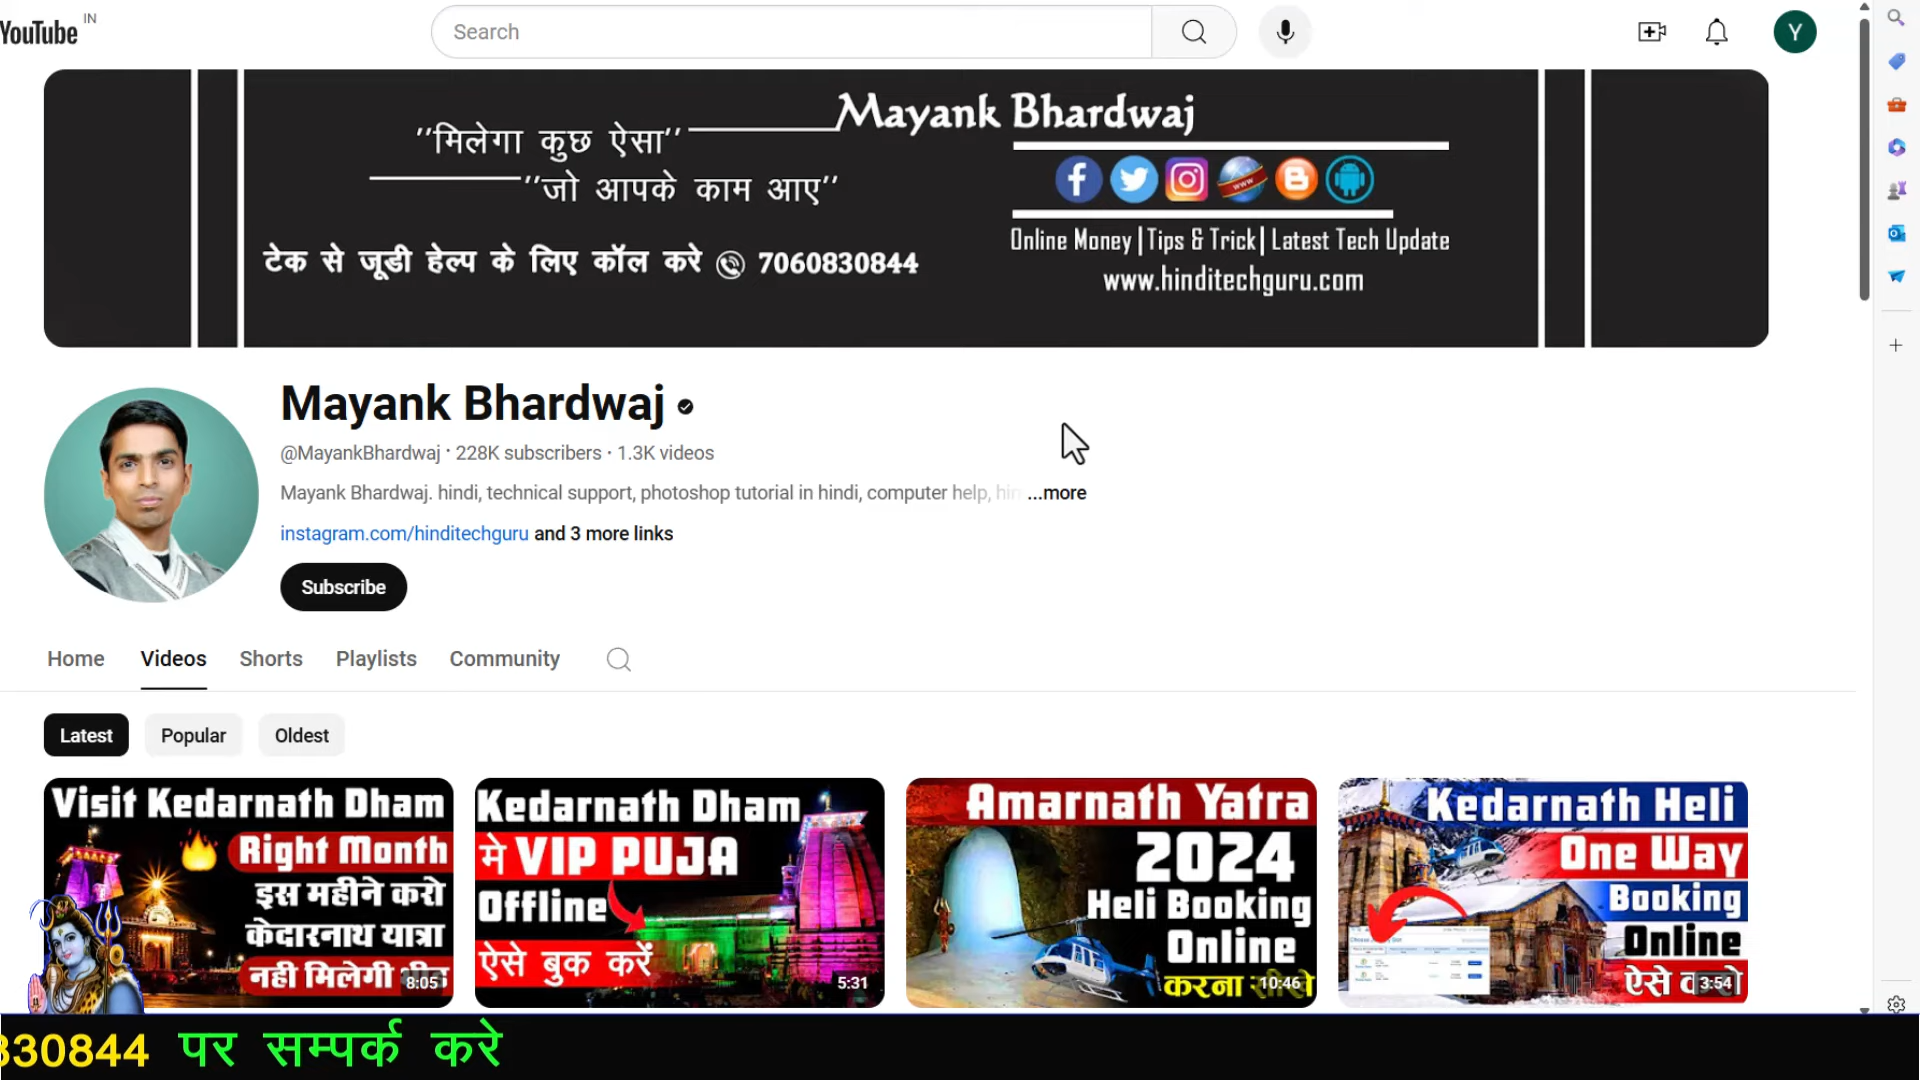 YouTube IN
Search
Y
Mayank Bhardwaj
''मिलेगा कुछ ऐसा''
''जो आपके काम आए''
टेक से जूडी हेल्प के लिए कॉल करे 7060830844
Online Money | Tips & Trick | Latest Tech Update
www.hinditechguru.com
Mayank Bhardwaj
@MayankBhardwaj · 228K subscribers · 1.3K videos
Mayank Bhardwaj. hindi, technical support, photoshop tutorial in hindi, computer help, ...more
instagram.com/hinditechguru and 3 more links
Subscribe
Home Videos Shorts Playlists Community
Latest Popular Oldest
Visit Kedarnath Dham
Right Month
इस महीने करो
केदारनाथ यात्रा
नही मिलेगी
8:05
Kedarnath Dham
मे VIP PUJA
Offline
ऐसे बुक करें
5:31
Amarnath Yatra
2024
Heli Booking
Online
करना सीखे
10:46
Kedarnath Heli
One Way
Booking
Online
ऐसे
3:54
830844 पर सम्पर्क करे